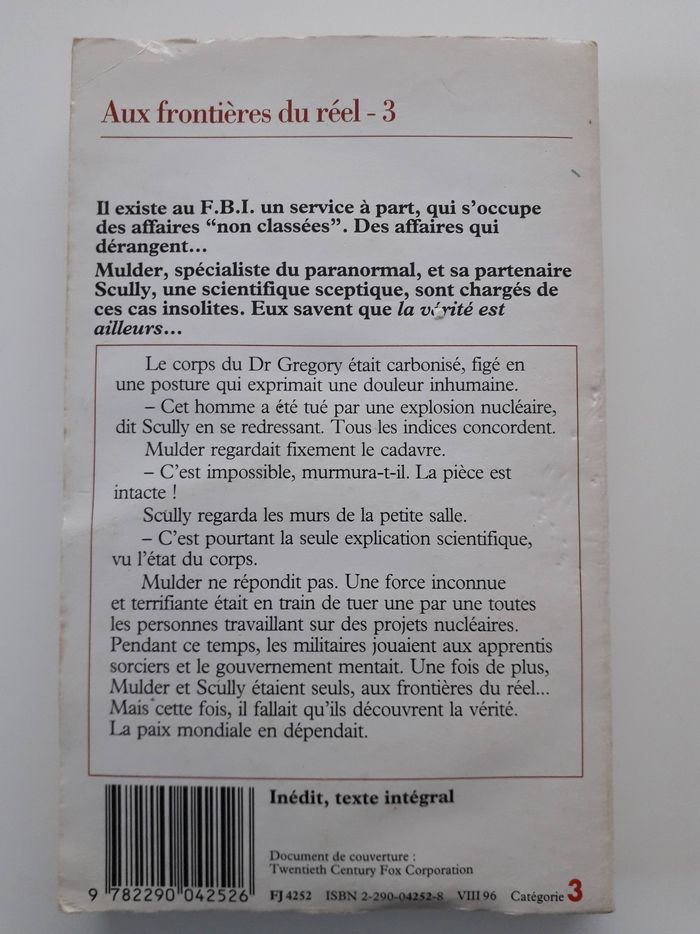 Aux frontières du réel - 3
Il existe au F.B.I. un service à part, qui s'occupe
des affaires “non classées”. Des affaires qui
dérangent...
Mulder, spécialiste du paranormal, et sa partenaire
Scully, une scientifique sceptique, sont chargés de
ces cas insolites. Eux savent que la vérité est
ailleurs...
Le corps du Dr Gregory était carbonisé, figé en
une posture qui exprimait une douleur inhumaine.
– Cet homme a été tué par une explosion nucléaire,
dit Scully en se redressant. Tous les indices concordent.
Mulder regardait fixement le cadavre.
– C'est impossible, murmura-t-il. La pièce est
intacte !
Scully regarda les murs de la petite salle.
– C'est pourtant la seule explication scientifique,
vu l'état du corps.
Mulder ne répondit pas. Une force inconnue
et terrifiante était en train de tuer une par une toutes
les personnes travaillant sur des projets nucléaires.
Pendant ce temps, les militaires jouaient aux apprentis
sorciers et le gouvernement mentait. Une fois de plus,
Mulder et Scully étaient seuls, aux frontières du réel...
Mais cette fois, il fallait qu'ils découvrent la vérité.
La paix mondiale en dépendait.
Inédit, texte intégral
Document de couverture :
Twentieth Century Fox Corporation
9 782290 042526
FJ 4252 ISBN 2-290-04252-8 VIII 96 Catégorie 3